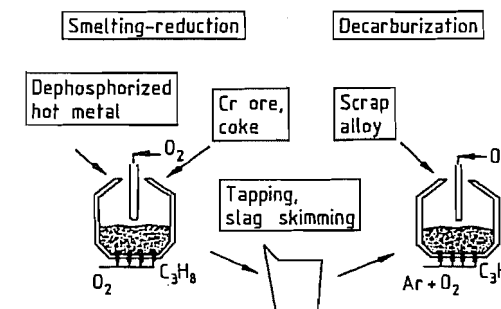 Smelting-reduction
Decarburization
Dephosphorized
hot metal
Cr ore,
coke
Scrap
alloy
O₂
O
Tapping,
slag skimming
O₂
C₃H₈
Ar + O₂
C₃H